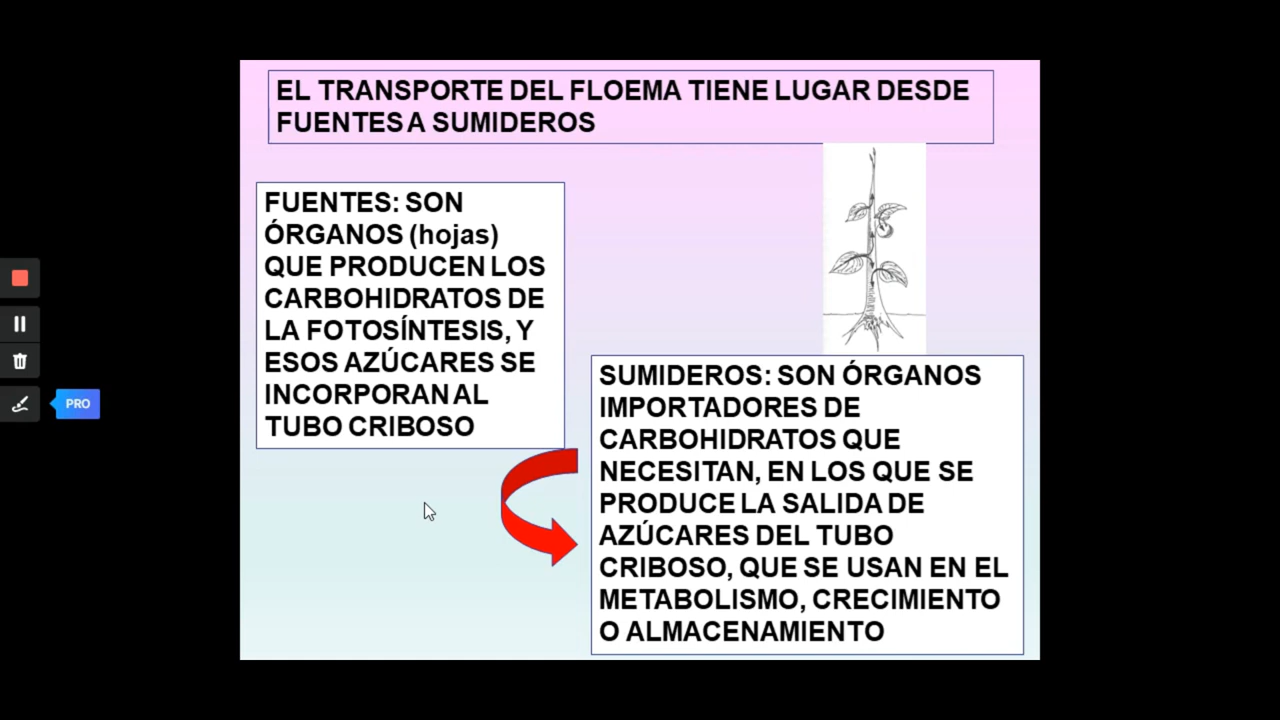 EL TRANSPORTE DEL FLOEMA TIENE LUGAR DESDE
FUENTES A SUMIDEROS
FUENTES: SON
ÓRGANOS (hojas)
QUE PRODUCEN LOS
CARBOHIDRATOS DE
LA FOTOSÍNTESIS, Y
ESOS AZÚCARES SE
INCORPORAN AL
TUBO CRIBOSO
PRO
SUMIDEROS: SON ÓRGANOS
IMPORTADORES DE
CARBOHIDRATOS QUE
NECESITAN, EN LOS QUE SE
PRODUCE LA SALIDA DE
AZÚCARES DEL TUBO
CRIBOSO, QUE SE USAN EN EL
METABOLISMO, CRECIMIENTO
O ALMACENAMIENTO